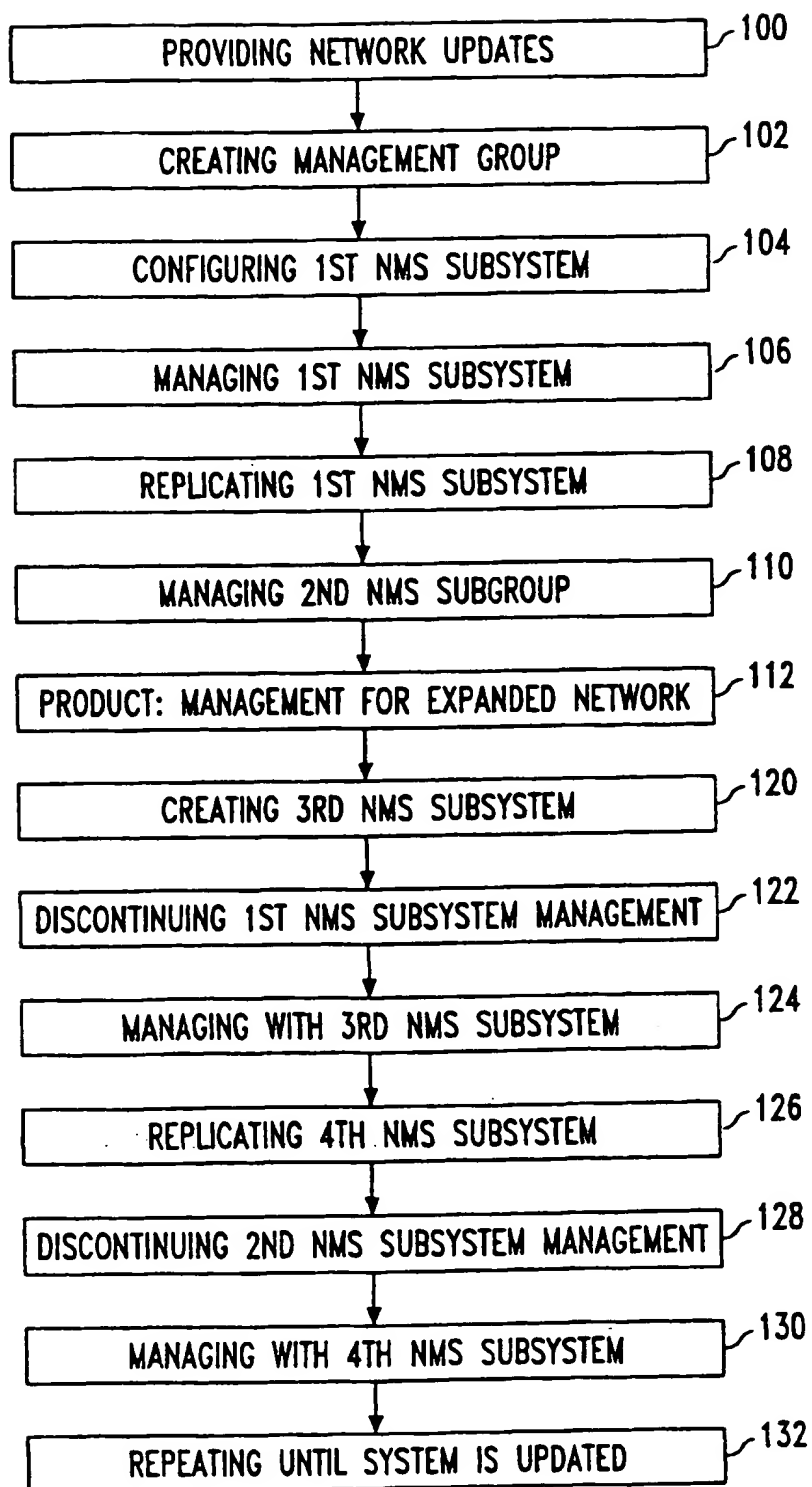 PROVIDING NETWORK UPDATES 100
CREATING MANAGEMENT GROUP 102
CONFIGURING 1ST NMS SUBSYSTEM 104
MANAGING 1ST NMS SUBSYSTEM 106
REPLICATING 1ST NMS SUBSYSTEM 108
MANAGING 2ND NMS SUBGROUP 110
PRODUCT: MANAGEMENT FOR EXPANDED NETWORK 112
CREATING 3RD NMS SUBSYSTEM 120
DISCONTINUING 1ST NMS SUBSYSTEM MANAGEMENT 122
MANAGING WITH 3RD NMS SUBSYSTEM 124
REPLICATING 4TH NMS SUBSYSTEM 126
DISCONTINUING 2ND NMS SUBSYSTEM MANAGEMENT 128
MANAGING WITH 4TH NMS SUBSYSTEM 130
REPEATING UNTIL SYSTEM IS UPDATED 132